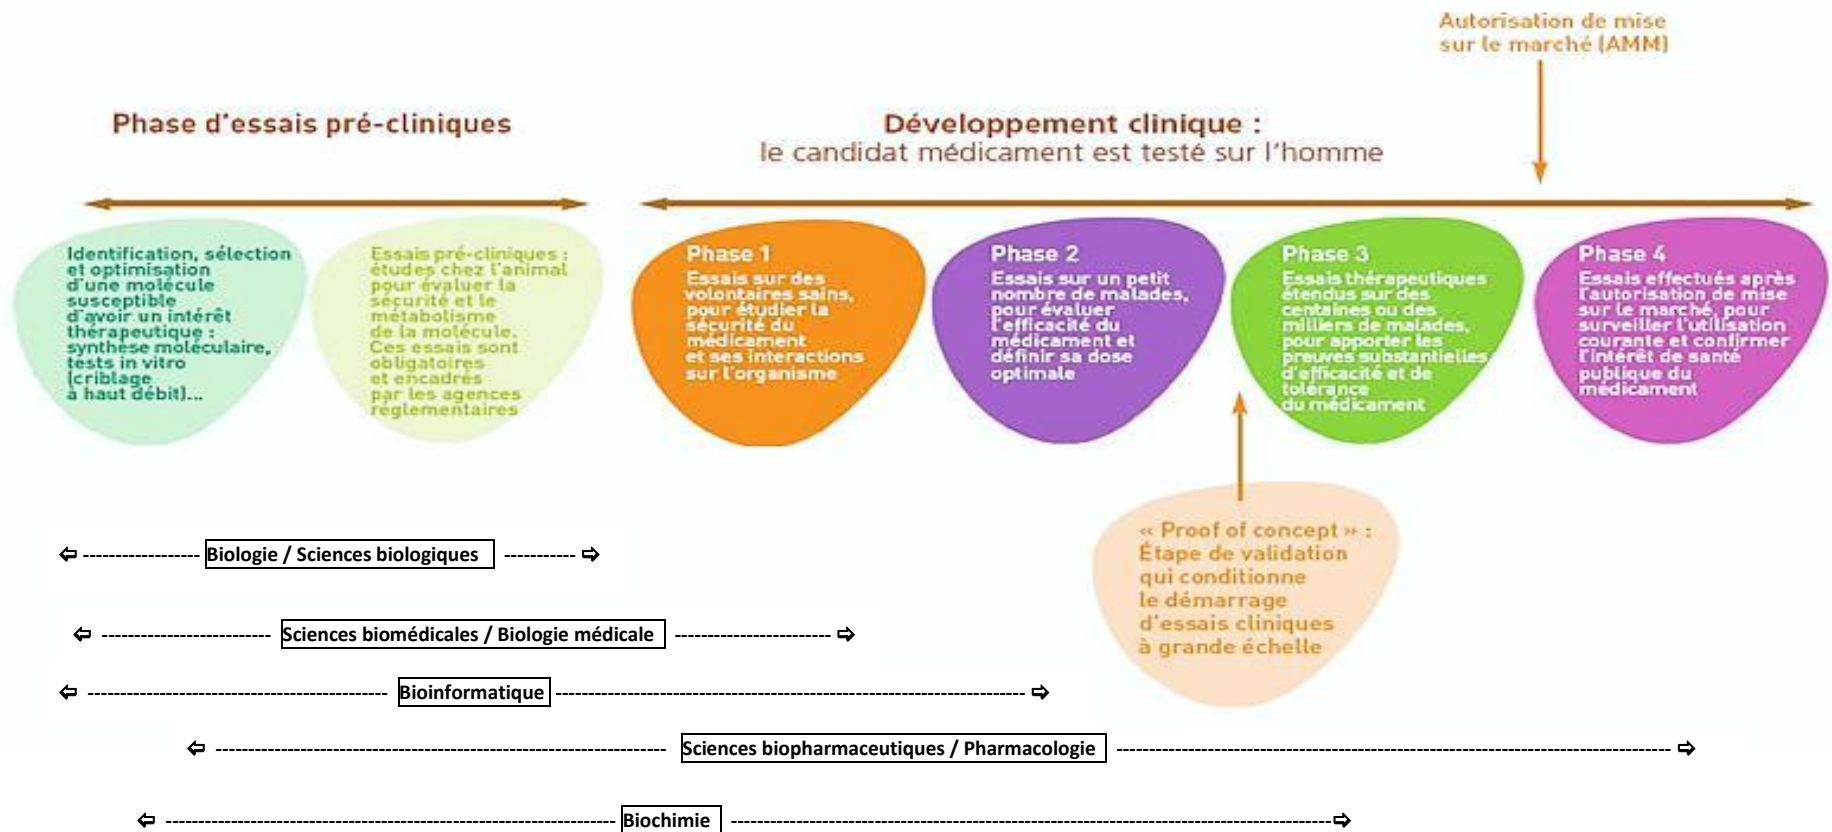 Autorisation de mise
sur le marché (AMM)
Phase d'essais pré-cliniques
Développement clinique :
le candidat médicament est testé sur l'homme
Identification, sélection
et optimisation
d'une molécule
susceptible
d'avoir un intérêt
thérapeutique :
synthèse moléculaire,
tests in vitro
(criblage
à haut débit)...
Essais pré-cliniques :
études chez l'animal
pour évaluer la
sécurité et le
métabolisme
de la molécule.
Ces essais sont
obligatoires
et encadrés
par les agences
réglementaires
Phase 1
Essais sur des
volontaires sains,
pour étudier la
sécurité du
médicament
et ses interactions
sur l'organisme
Phase 2
Essais sur un petit
nombre de malades,
pour évaluer
l'efficacité du
médicament et
définir sa dose
optimale
Phase 3
Essais thérapeutiques
étendus sur des
centaines ou des
milliers de malades,
pour apporter les
preuves substantielles
d'efficacité et de
tolérance
du médicament
Phase 4
Essais effectués après
l'autorisation de mise
sur le marché, pour
surveiller l'utilisation
courante et confirmer
l'intérêt de santé
publique du
médicament
« Proof of concept » :
Étape de validation
qui conditionne
le démarrage
d'essais cliniques
à grande échelle
Biologie / Sciences biologiques
Sciences biomédicales / Biologie médicale
Bioinformatique
Sciences biopharmaceutiques / Pharmacologie
Biochimie